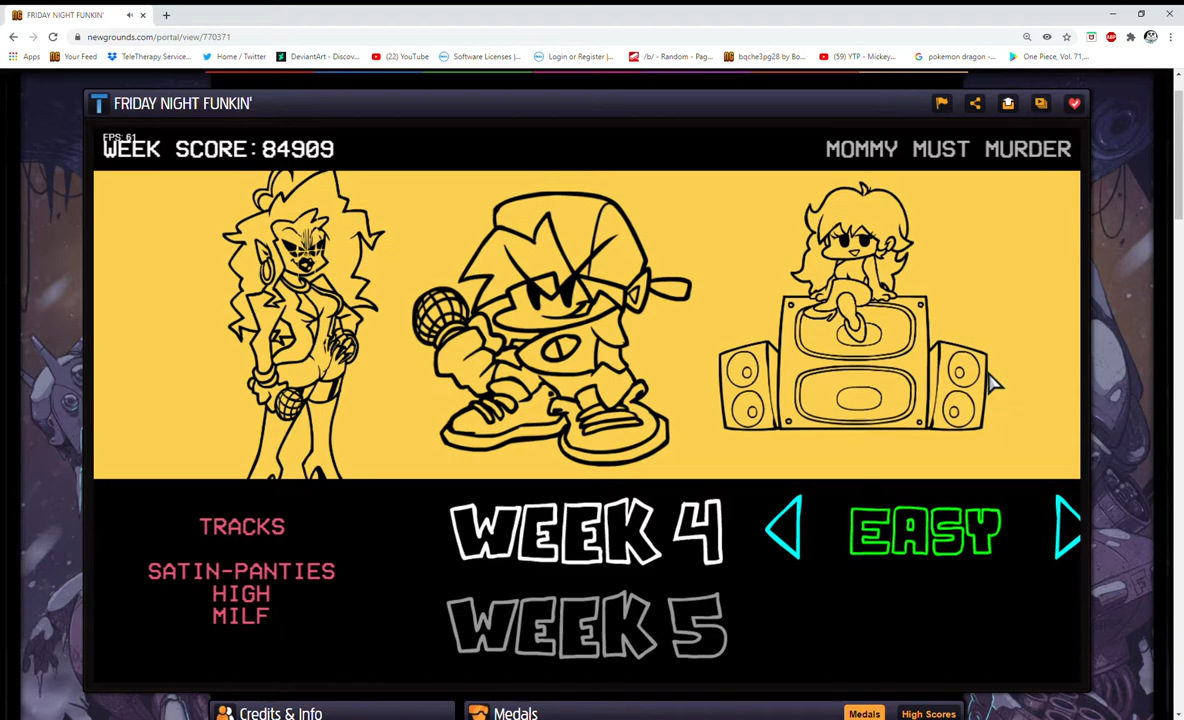 FRIDAY NIGHT FUNKIN'
newgrounds.com/portal/view/770371
Apps Your Feed TeleTherapy Service... Home / Twitter DeviantArt - Discov... (22) YouTube Software Licenses |... Login or Register |... /b/ - Random - Pag... bqche3pg28 by Bo... (59) YTP - Mickey... pokemon dragon -... One Piece, Vol. 71,...
FRIDAY NIGHT FUNKIN'
FPS: 61
WEEK SCORE:84909 MOMMY MUST MURDER
TRACKS
SATIN-PANTIES
HIGH
MILF
WEEK 4 EASY
WEEK 5
Credits & Info Medals Medals High Scores